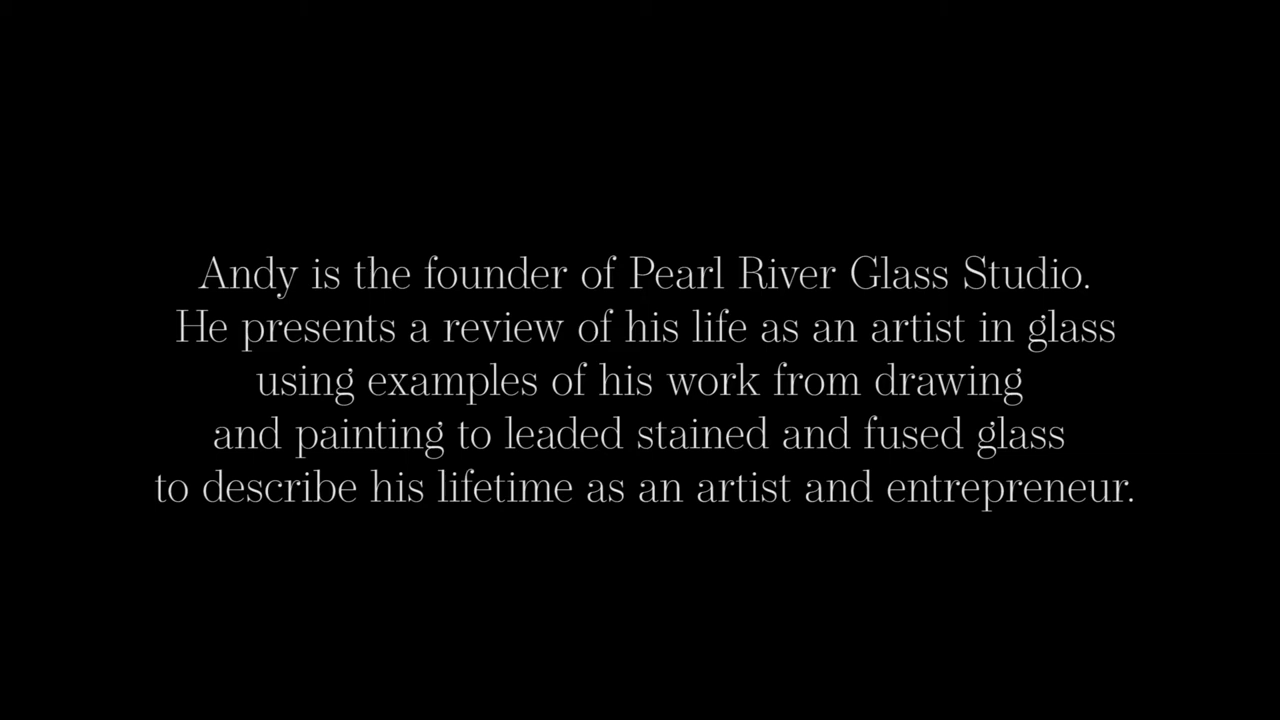 Andy is the founder of Pearl River Glass Studio.
He presents a review of his life as an artist in glass
using examples of his work from drawing
and painting to leaded stained and fused glass
to describe his lifetime as an artist and entrepreneur.